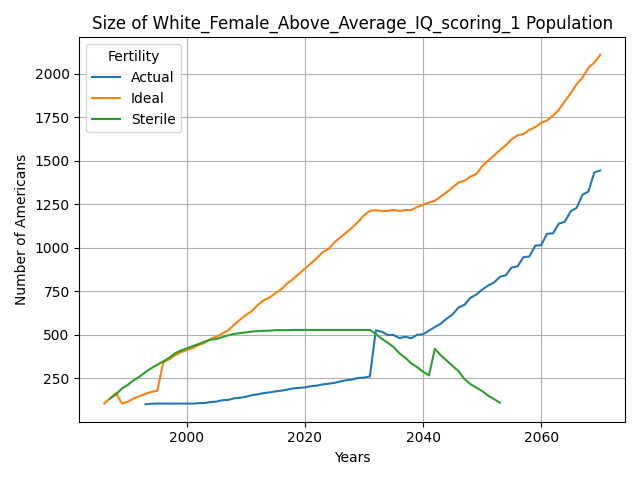 Size of White_Female_Above_Average_IQ_scoring_1 Population
Fertility
Actual
Ideal
Sterile
2000
1750
1500
1250
1000
750
500
250
Number of Americans
2000 2020 2040 2060
Years